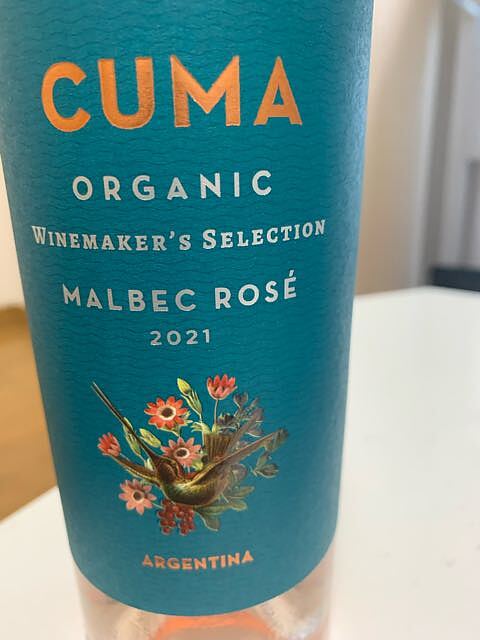 CUMA
ORGANIC
WINEMAKER'S SELECTION
MALBEC ROSÉ
2021
ARGENTINA